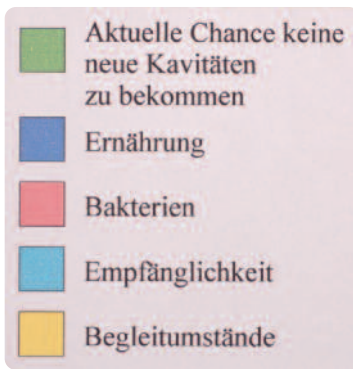 Aktuelle Chance keine
neue Kavitäten
zu bekommen
Ernährung
Bakterien
Empfänglichkeit
Begleitumstände